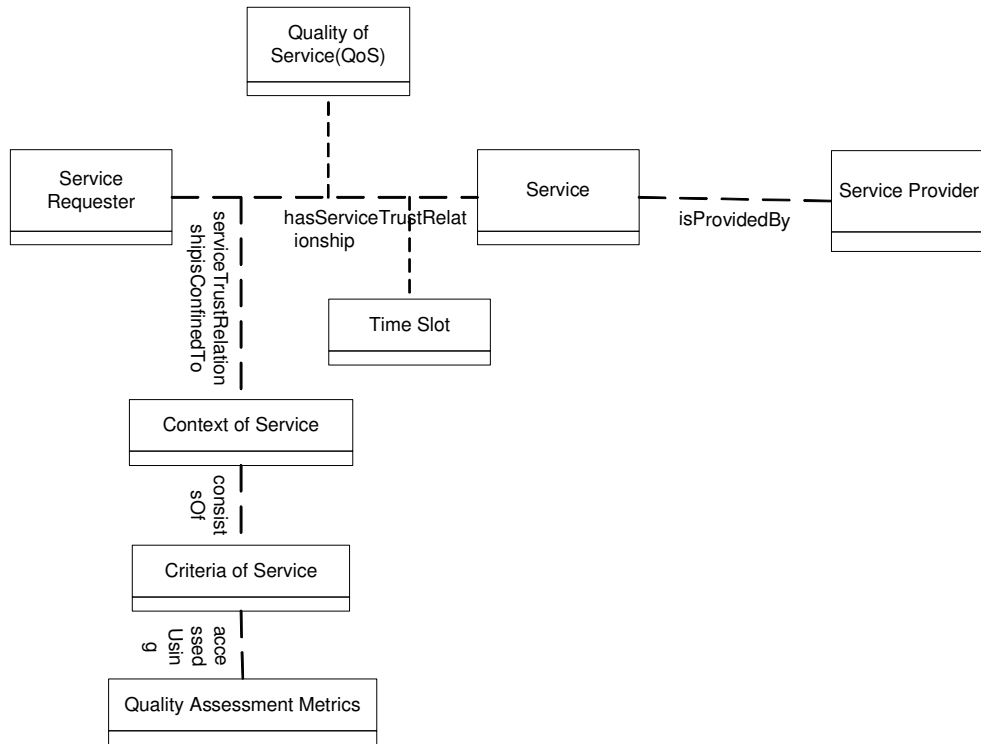 Quality of
Service(QoS)
Service
Requester
Service
Service Provider
hasServiceTrustRelat
ionship
isProvidedBy
serviceTrustRelation
shipisConfinedTo
Time Slot
Context of Service
consist
sOf
Criteria of Service
acce
ssed
Usin
g
Quality Assessment Metrics